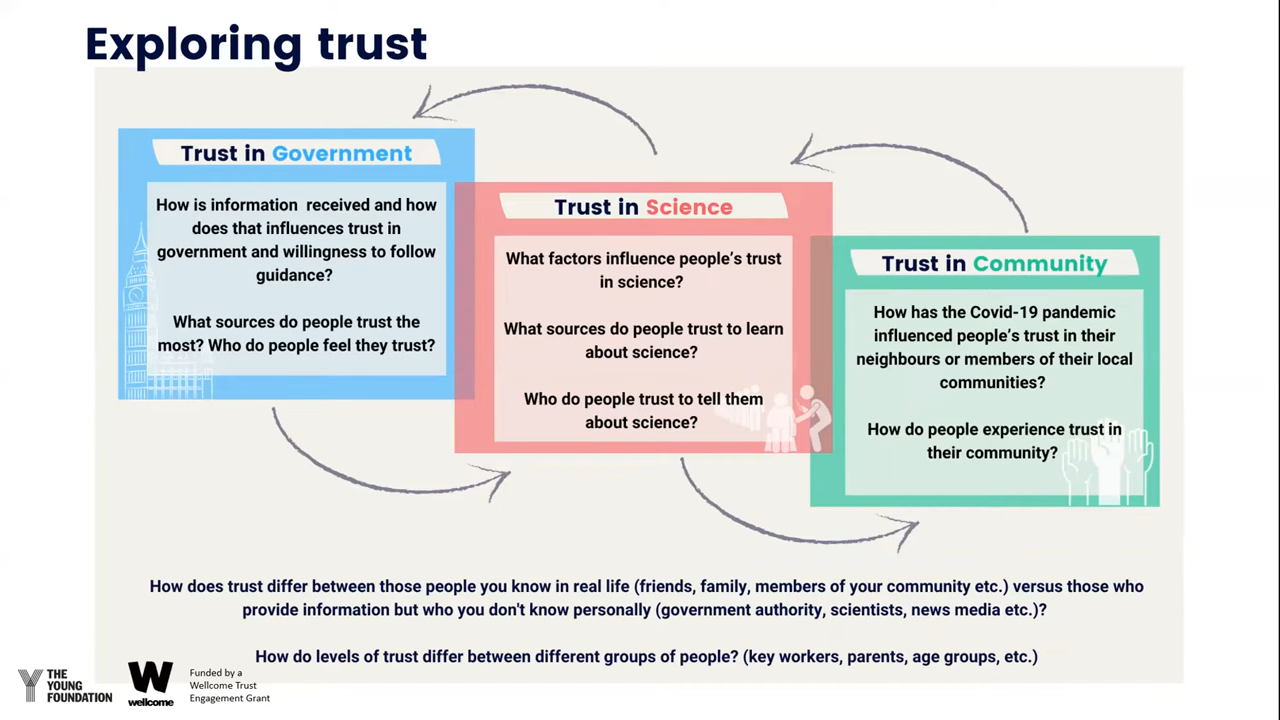 Exploring trust
Trust in Government
How is information received and how
does that influences trust in
government and willingness to follow
guidance?
What sources do people trust the
most? Who do people feel they trust?
Trust in Science
What factors influence people's trust
in science?
What sources do people trust to learn
about science?
Who do people trust to tell them
about science?
Trust in Community
How has the Covid-19 pandemic
influenced people's trust in their
neighbours or members of their local
communities?
How do people experience trust in
their community?
How does trust differ between those people you know in real life (friends, family, members of your community etc.) versus those who
provide information but who you don't know personally (government authority, scientists, news media etc.)?
How do levels of trust differ between different groups of people? (key workers, parents, age groups, etc.)
THE
YOUNG
FOUNDATION
W
wellcome
Funded by a
Wellcome Trust
Engagement Grant